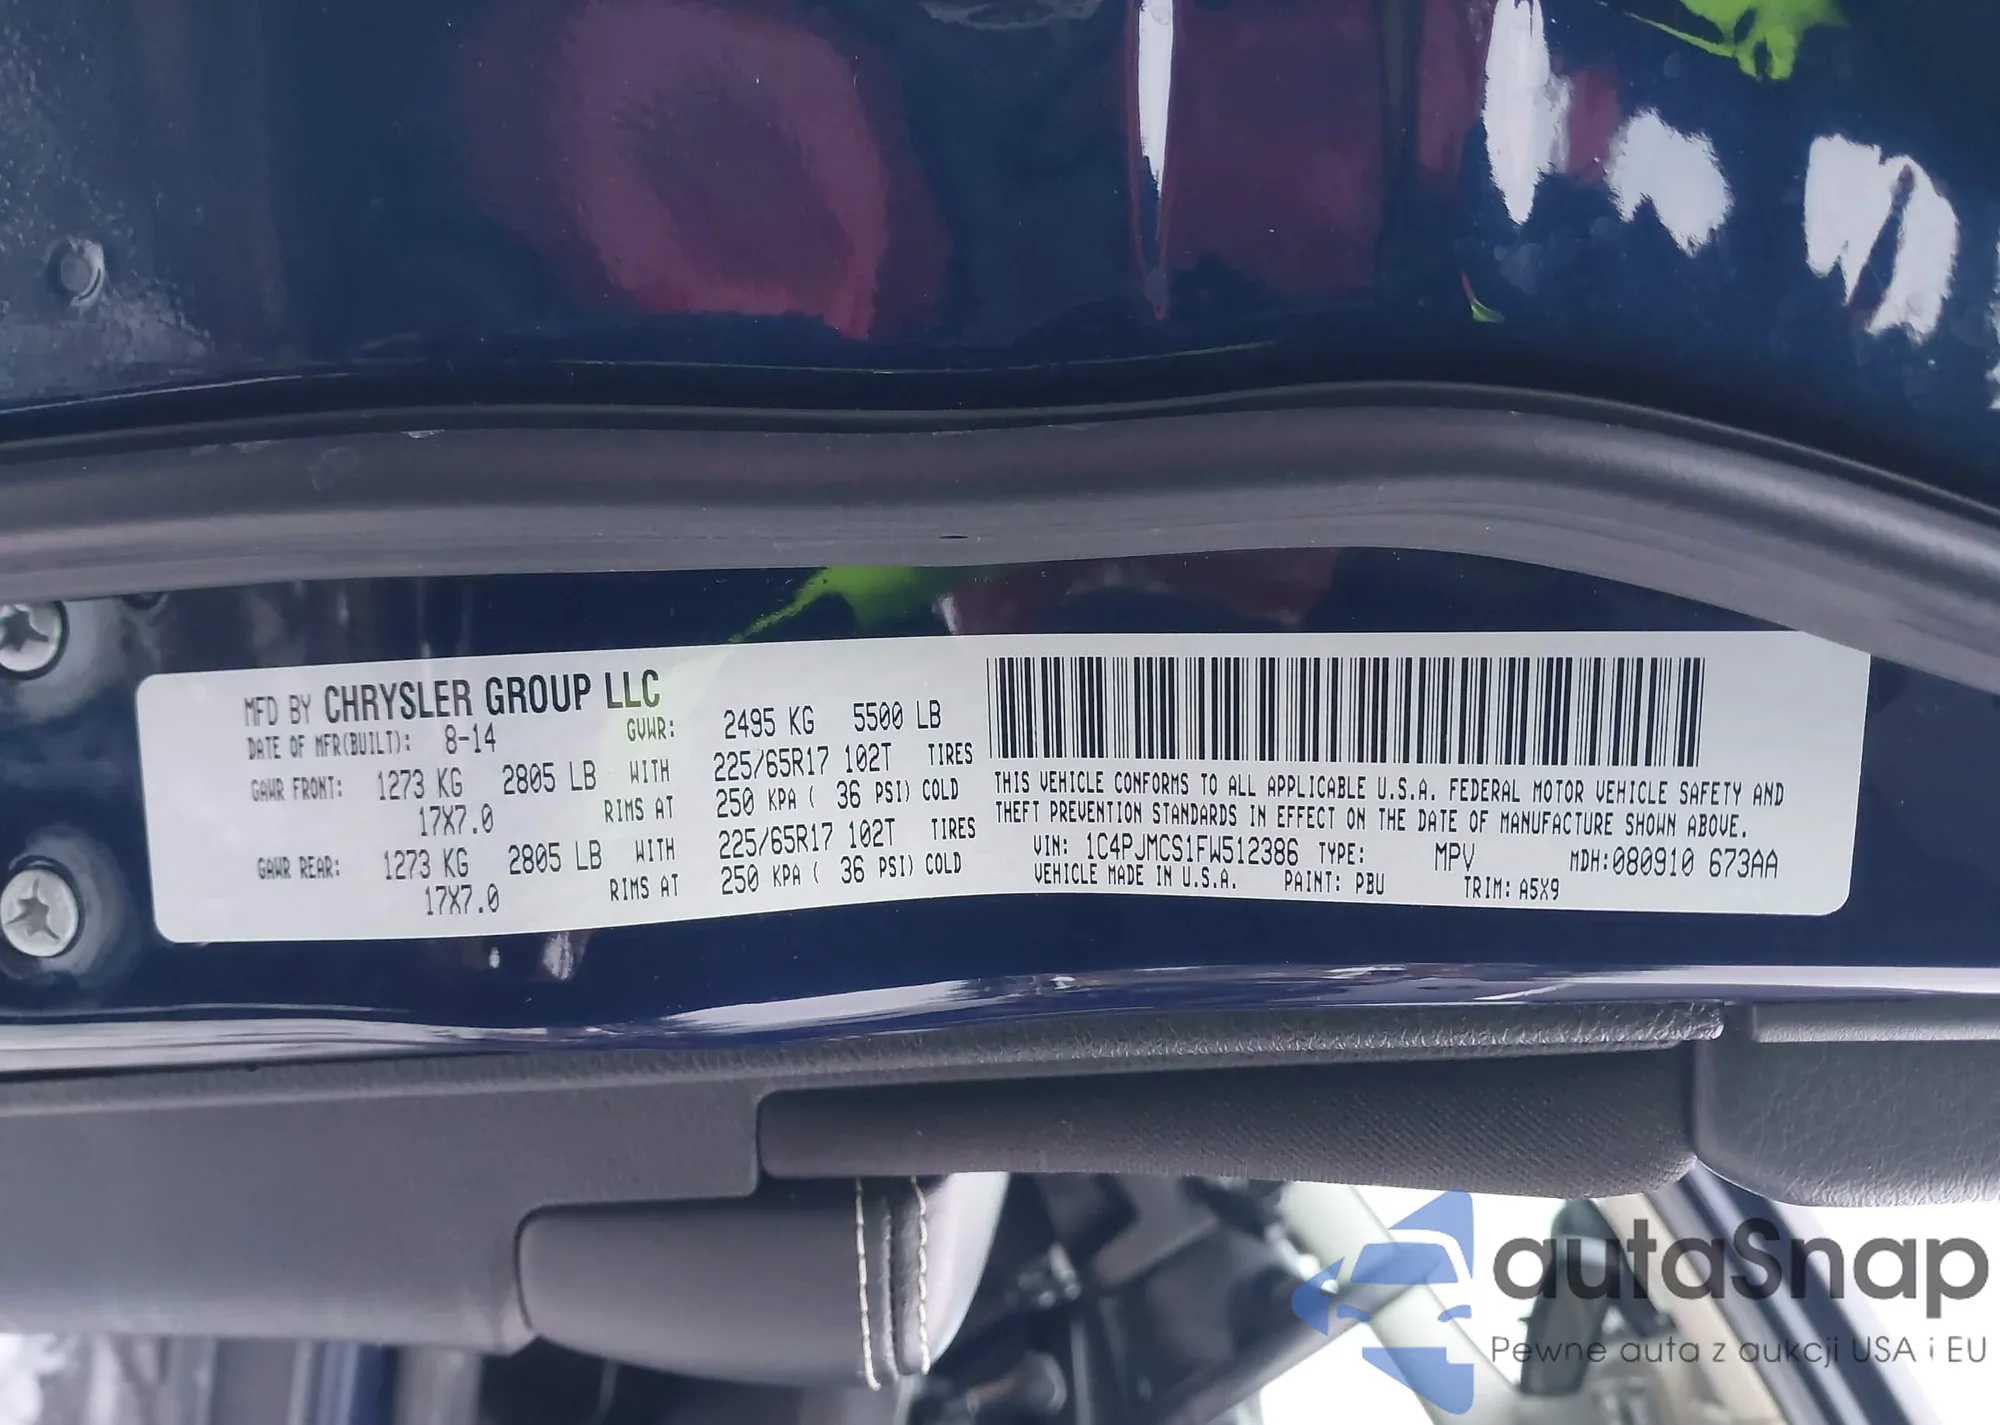 MFD BY CHRYSLER GROUP LLC
DATE OF MFR(BUILT): 8-14 GVWR: 2495 KG 5500 LB
GAWR FRONT: 1273 KG 2805 LB WITH 225/65R17 102T TIRES
17X7.0 RIMS AT 250 KPA ( 36 PSI) COLD
GAWR REAR: 1273 KG 2805 LB WITH 225/65R17 102T TIRES
17X7.0 RIMS AT 250 KPA ( 36 PSI) COLD
THIS VEHICLE CONFORMS TO ALL APPLICABLE U.S.A. FEDERAL MOTOR VEHICLE SAFETY AND
THEFT PREVENTION STANDARDS IN EFFECT ON THE DATE OF MANUFACTURE SHOWN ABOVE.
VIN: 1C4PJMCS1FW512386 TYPE: MPV MDH:080910 673AA
VEHICLE MADE IN U.S.A. PAINT: PBU TRIM: A5X9
autaSnap
Pewne auta z aukcji USA i EU